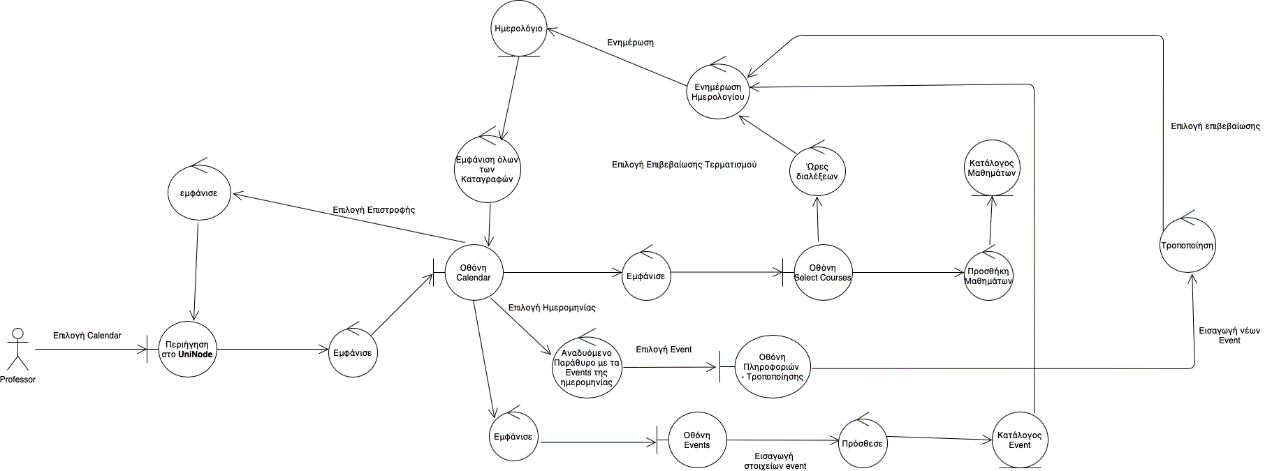 Ημερολόγιο
Ενημέρωση
Ενημέρωση
Ημερολογίου
Επιλογή επιβεβαίωσης
Εμφάνιση όλων
των
Καταγραφών
Επιλογή Επιβεβαίωσης Τερματισμού
Ώρες
διαλέξεων
Κατάλογος
Μαθημάτων
εμφάνισε
Επιλογή Επιστροφής
Τροποποίηση
Οθόνη
Calendar
Εμφάνισε
Οθόνη
Select Courses
Προσθήκη
Μαθημάτων
Επιλογή Ημερομηνίας
Επιλογή Calendar
Περιήγηση
στο UniNode
Εμφάνισε
Professor
Αναδυόμενο
Παράθυρο με τα
Events της
ημερομηνίας
Επιλογή Event
Οθόνη
Πληροφοριών
- Τροποποίησης
Εισαγωγή νέων
Event
Εμφάνισε
Οθόνη
Events
Εισαγωγή
στοιχείων event
Πρόσθεσε
Κατάλογος
Event